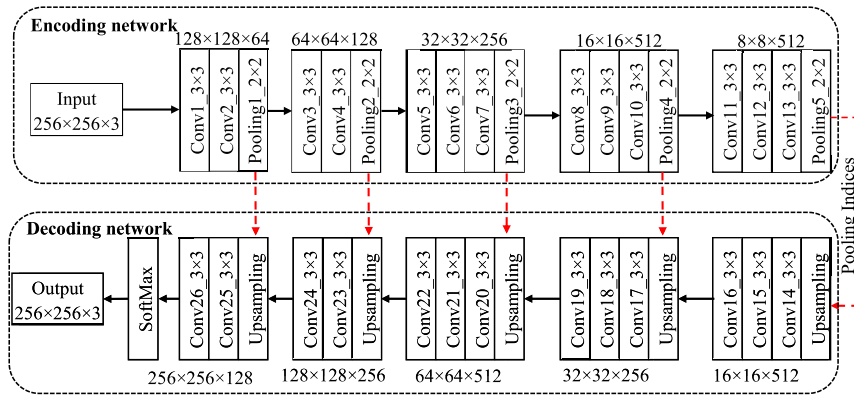 Encoding network
128×128×64
64×64×128
32×32×256
16×16×512
8×8×512
Input
256×256×3
Conv1_3×3
Conv2_3×3
Pooling1_2×2
Conv3_3×3
Conv4_3×3
Pooling2_2×2
Conv5_3×3
Conv6_3×3
Conv7_3×3
Pooling3_2×2
Conv8_3×3
Conv9_3×3
Conv10_3×3
Pooling4_2×2
Conv11_3×3
Conv12_3×3
Conv13_3×3
Pooling5_2×2
Pooling Indices
Decoding network
Output
256×256×3
SoftMax
Conv26_3×3
Conv25_3×3
Upsampling
Conv24_3×3
Conv23_3×3
Upsampling
Conv22_3×3
Conv21_3×3
Conv20_3×3
Upsampling
Conv19_3×3
Conv18_3×3
Conv17_3×3
Upsampling
Conv16_3×3
Conv15_3×3
Conv14_3×3
Upsampling
256×256×128
128×128×256
64×64×512
32×32×256
16×16×512